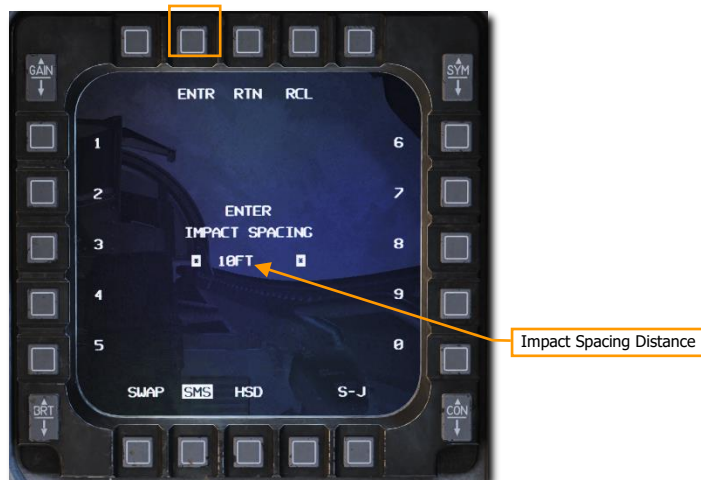 GAIN
SYM
ENTR RTN RCL
1
6
2
7
ENTER
IMPACT SPACING
3
8
10FT
4
9
Impact Spacing Distance
5
0
SWAP SMS HSD S-J
BRT
CON